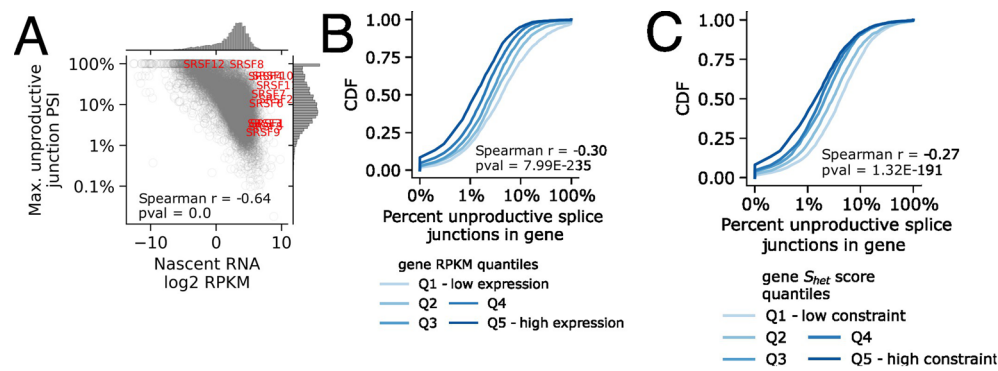 A
Max. unproductive
junction PSI
100%
10%
1%
0.1%
SRSF12
SRSF8
SRSF7
SRSF6
SRSF9
Spearman r = -0.64
pval = 0.0
−10
0
10
Nascent RNA
log2 RPKM
B
CDF
1.00
0.75
0.50
0.25
0.00
Spearman r = -0.30
pval = 7.99E-235
0%
1%
10%
100%
Percent unproductive splice
junctions in gene
gene RPKM quantiles
Q1 - low expression
Q2
Q4
Q3
Q5 - high expression
C
CDF
1.00
0.75
0.50
0.25
0.00
Spearman r = -0.27
pval = 1.32E-191
0%
1%
10%
100%
Percent unproductive splice
junctions in gene
gene Shet score
quantiles
Q1 - low constraint
Q2
Q4
Q3
Q5 - high constraint